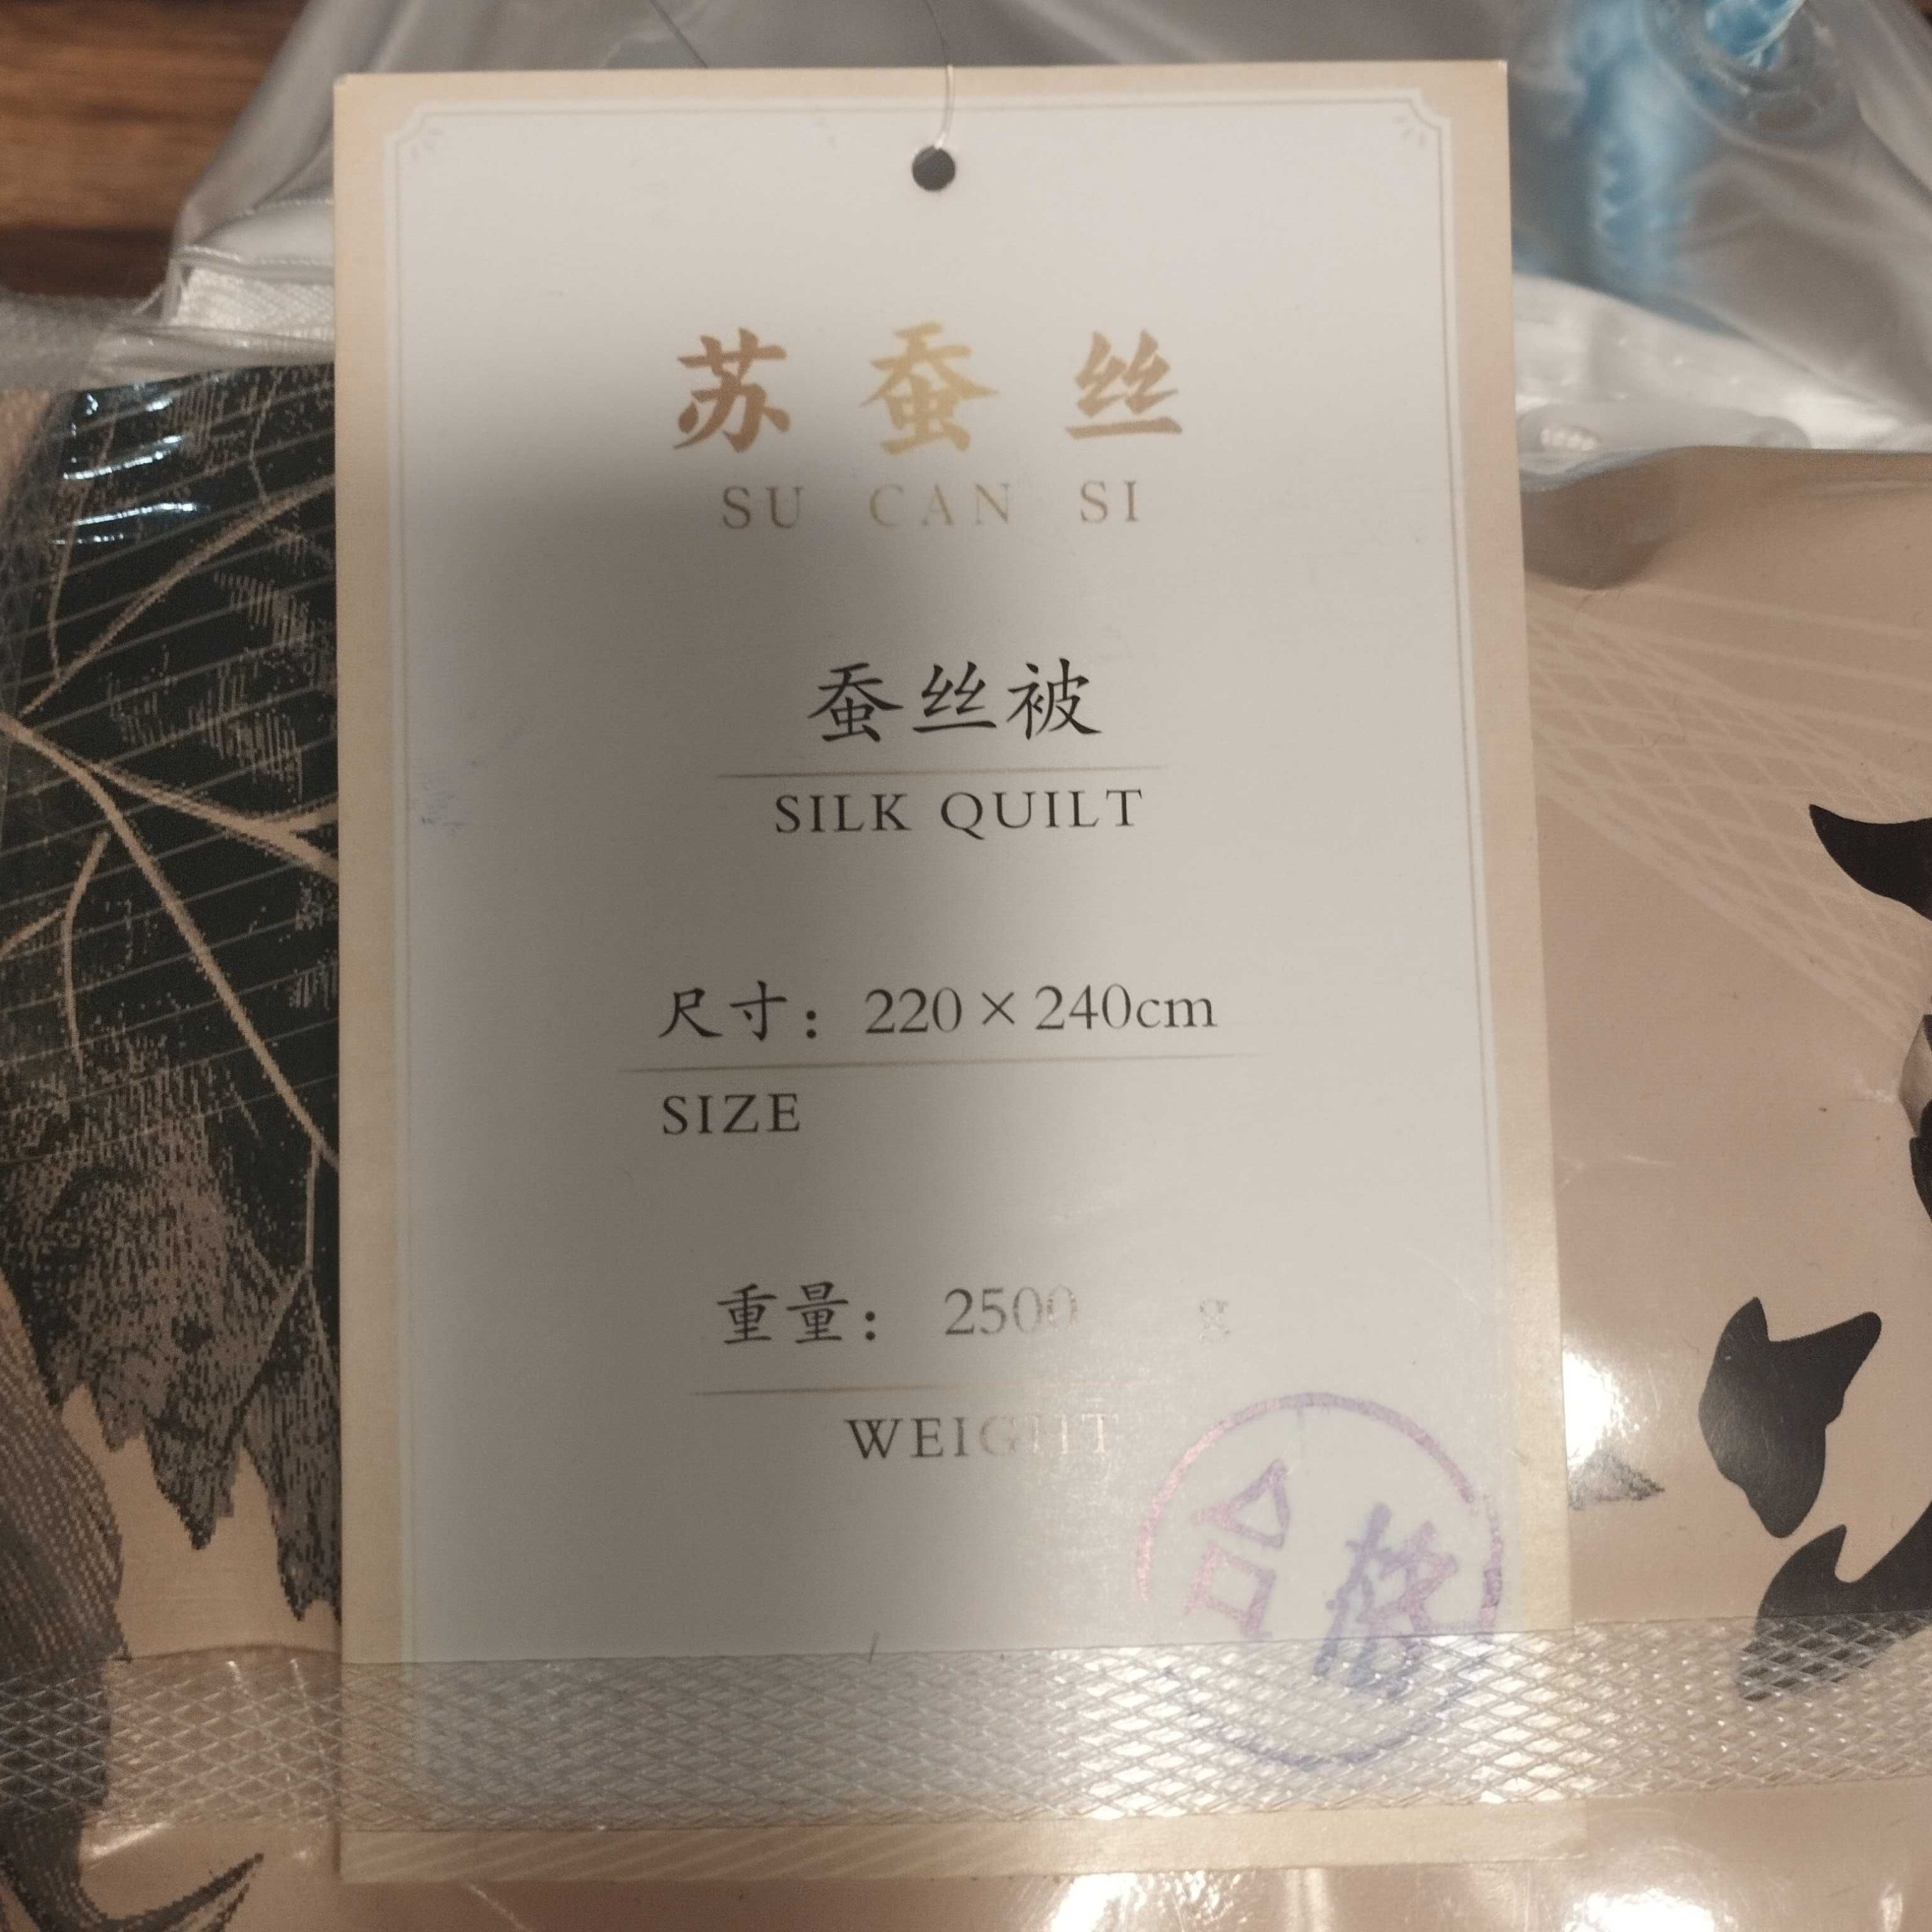 苏蚕丝
SU CAN SI
蚕丝被
SILK QUILT
尺寸：220×240cm
SIZE
重量： 2500 g
WEIGHT
合格